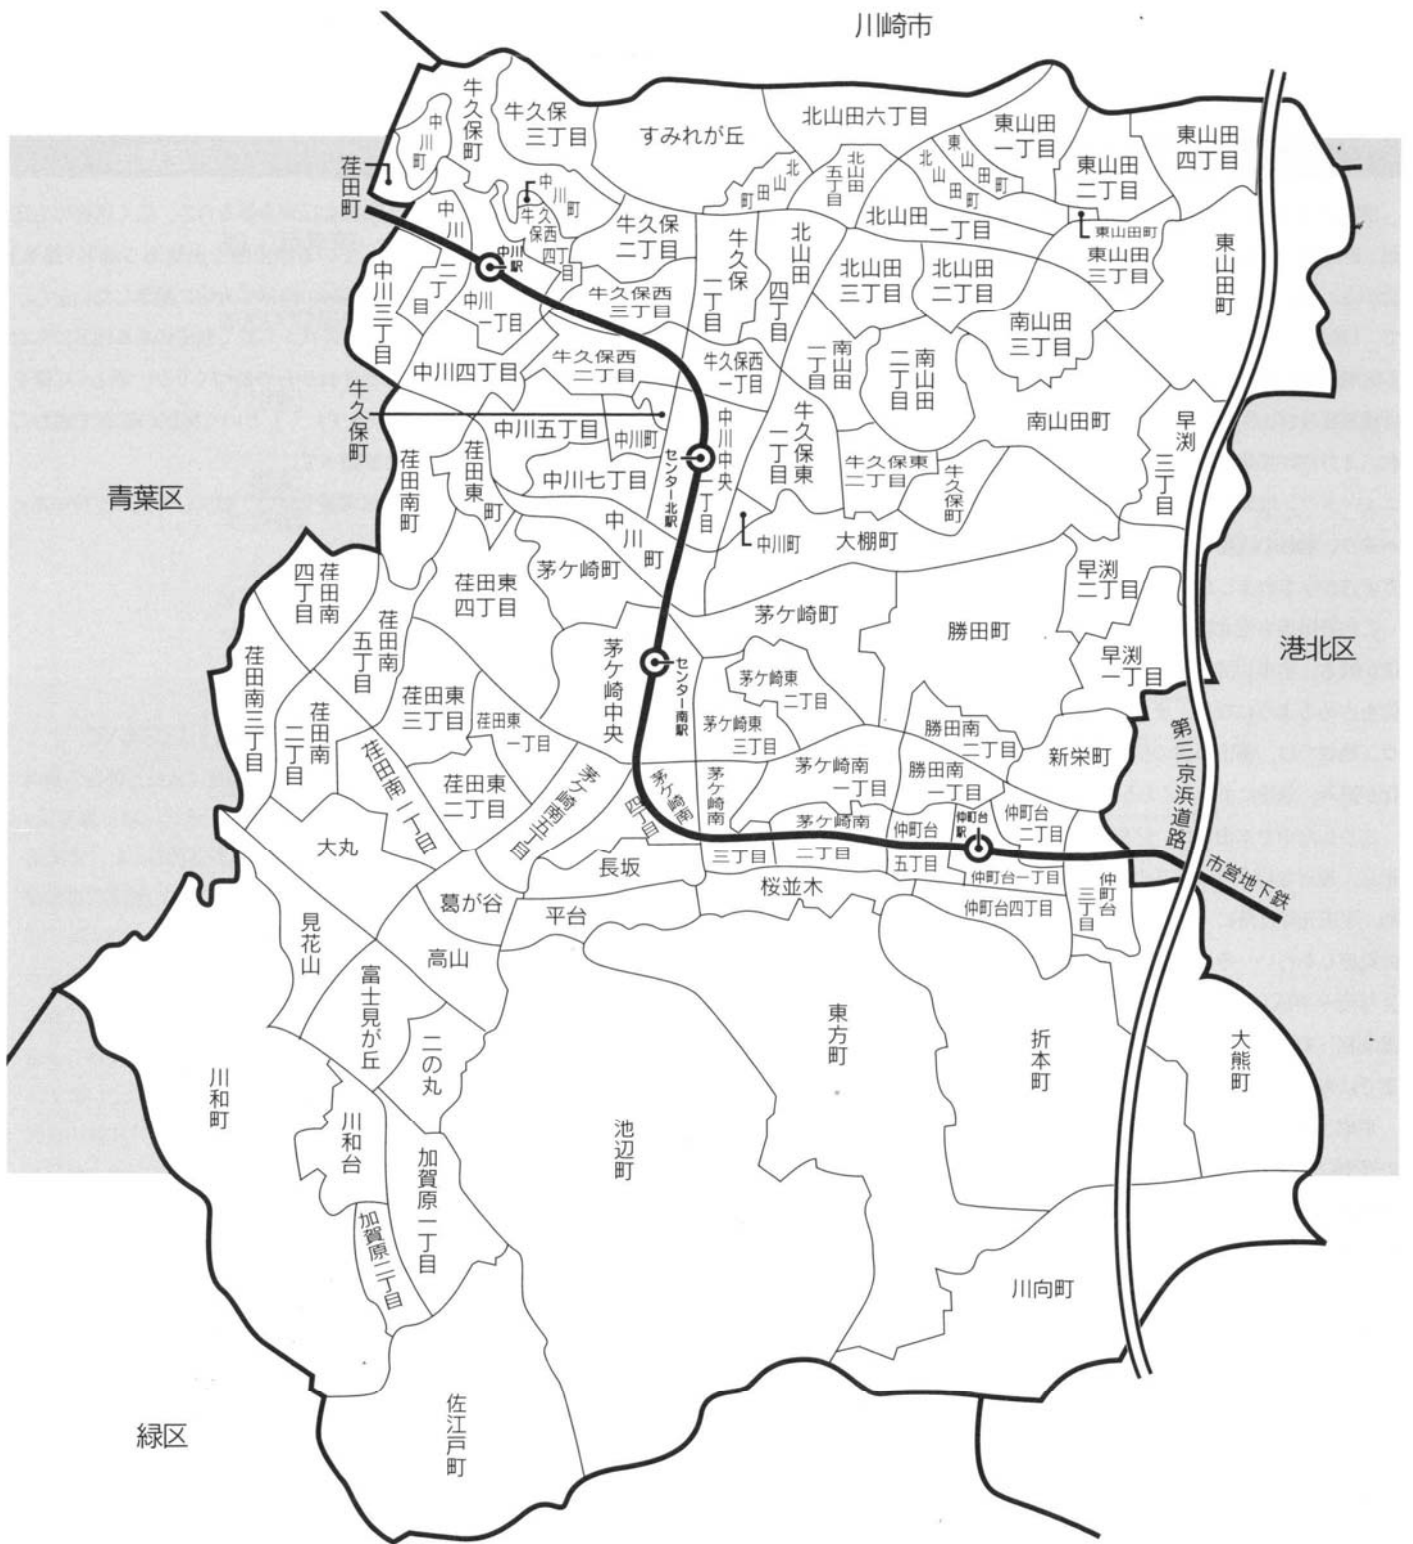 川崎市
牛久保町
中川町
牛久保
三丁目
すみれが丘
北山田六丁目
東山田
一丁目
東山田
四丁目
荏田町
中川町
牛久保西
四丁目
北山田町
北山田
五丁目
北山田町
東山田町
東山田
二丁目
東山田町
中川
二丁目
中川駅
牛久保
二丁目
牛久保
一丁目
北山田
四丁目
北山田
一丁目
北山田
三丁目
北山田
二丁目
東山田
三丁目
東山田町
中川三丁目
中川
一丁目
牛久保西
三丁目
南山田
三丁目
中川四丁目
牛久保西
二丁目
牛久保西
一丁目
南山田
一丁目
南山田
二丁目
牛久保町
中川五丁目
中川町
中川中央
一丁目
牛久保東
一丁目
南山田町
早渕
三丁目
青葉区
荏田南町
荏田東町
中川七丁目
センター北駅
牛久保東
二丁目
牛久保町
中川町
中川町
大棚町
荏田南
四丁目
荏田南
五丁目
荏田東
四丁目
茅ケ崎町
茅ケ崎町
勝田町
早渕
二丁目
早渕
一丁目
港北区
荏田南三丁目
荏田南
二丁目
荏田東
三丁目
荏田東
一丁目
茅ケ崎中央
センター南駅
茅ケ崎東
二丁目
茅ケ崎東
三丁目
勝田南
二丁目
新栄町
荏田南一丁目
荏田東
二丁目
茅ケ崎南五丁目
茅ケ崎南
四丁目
茅ケ崎南
三丁目
茅ケ崎南
一丁目
茅ケ崎南
二丁目
勝田南
一丁目
仲町台
五丁目
仲町台駅
仲町台
二丁目
第三京浜道路
市営地下鉄
大丸
長坂
桜並木
仲町台一丁目
仲町台四丁目
仲町台
三丁目
見花山
葛が谷
平台
高山
富士見が丘
二の丸
東方町
折本町
大熊町
川和町
川和台
池辺町
加賀原一丁目
加賀原二丁目
川向町
佐江戸町
緑区